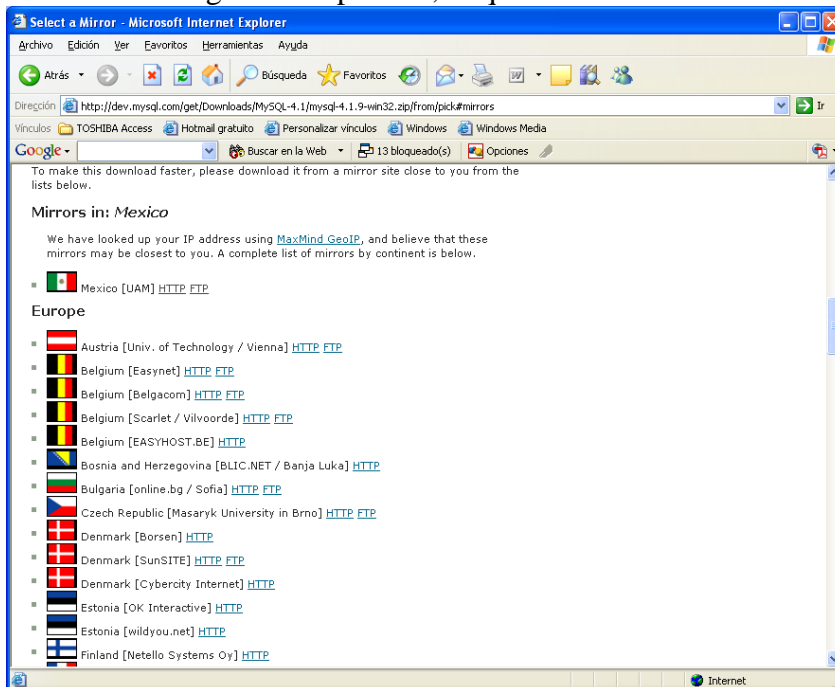 Select a Mirror - Microsoft Internet Explorer
Archivo Edición Ver Favoritos Herramientas Ayuda
Atrás Búsqueda Favoritos
Dirección http://dev.mysql.com/get/Downloads/MySQL-4.1/mysql-4.1.9-win32.zip/from/pick#mirrors Ir
Vínculos TOSHIBA Access Hotmail gratuito Personalizar vínculos Windows Windows Media
Google Buscar en la Web 13 bloqueado(s) Opciones
To make this download faster, please download it from a mirror site close to you from the
lists below.
Mirrors in: Mexico
We have looked up your IP address using MaxMind GeoIP, and believe that these
mirrors may be closest to you. A complete list of mirrors by continent is below.
Mexico [UAM] HTTP FTP
Europe
Austria [Univ. of Technology / Vienna] HTTP FTP
Belgium [Easynet] HTTP FTP
Belgium [Belgacom] HTTP FTP
Belgium [Scarlet / Vilvoorde] HTTP FTP
Belgium [EASYHOST.BE] HTTP
Bosnia and Herzegovina [BLIC.NET / Banja Luka] HTTP
Bulgaria [online.bg / Sofia] HTTP FTP
Czech Republic [Masaryk University in Brno] HTTP FTP
Denmark [Borsen] HTTP
Denmark [SunSITE] HTTP FTP
Denmark [Cybercity Internet] HTTP
Estonia [OK Interactive] HTTP
Estonia [wildyou.net] HTTP
Finland [Netello Systems Oy] HTTP
Internet